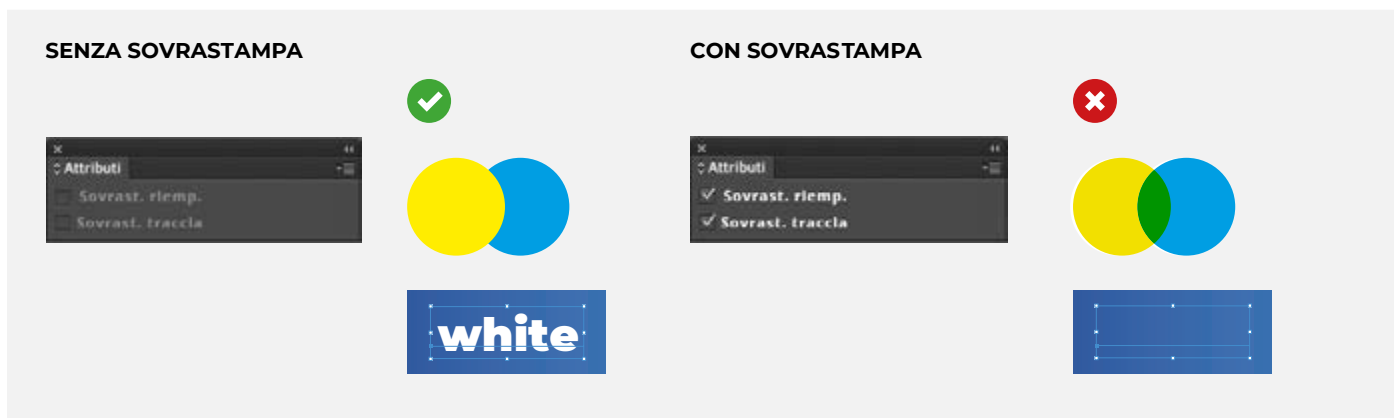 SENZA SOVRASTAMPA
Attributi
Sovrast. riemp.
Sovrast. traccia
white
CON SOVRASTAMPA
Attributi
Sovrast. riemp.
Sovrast. traccia